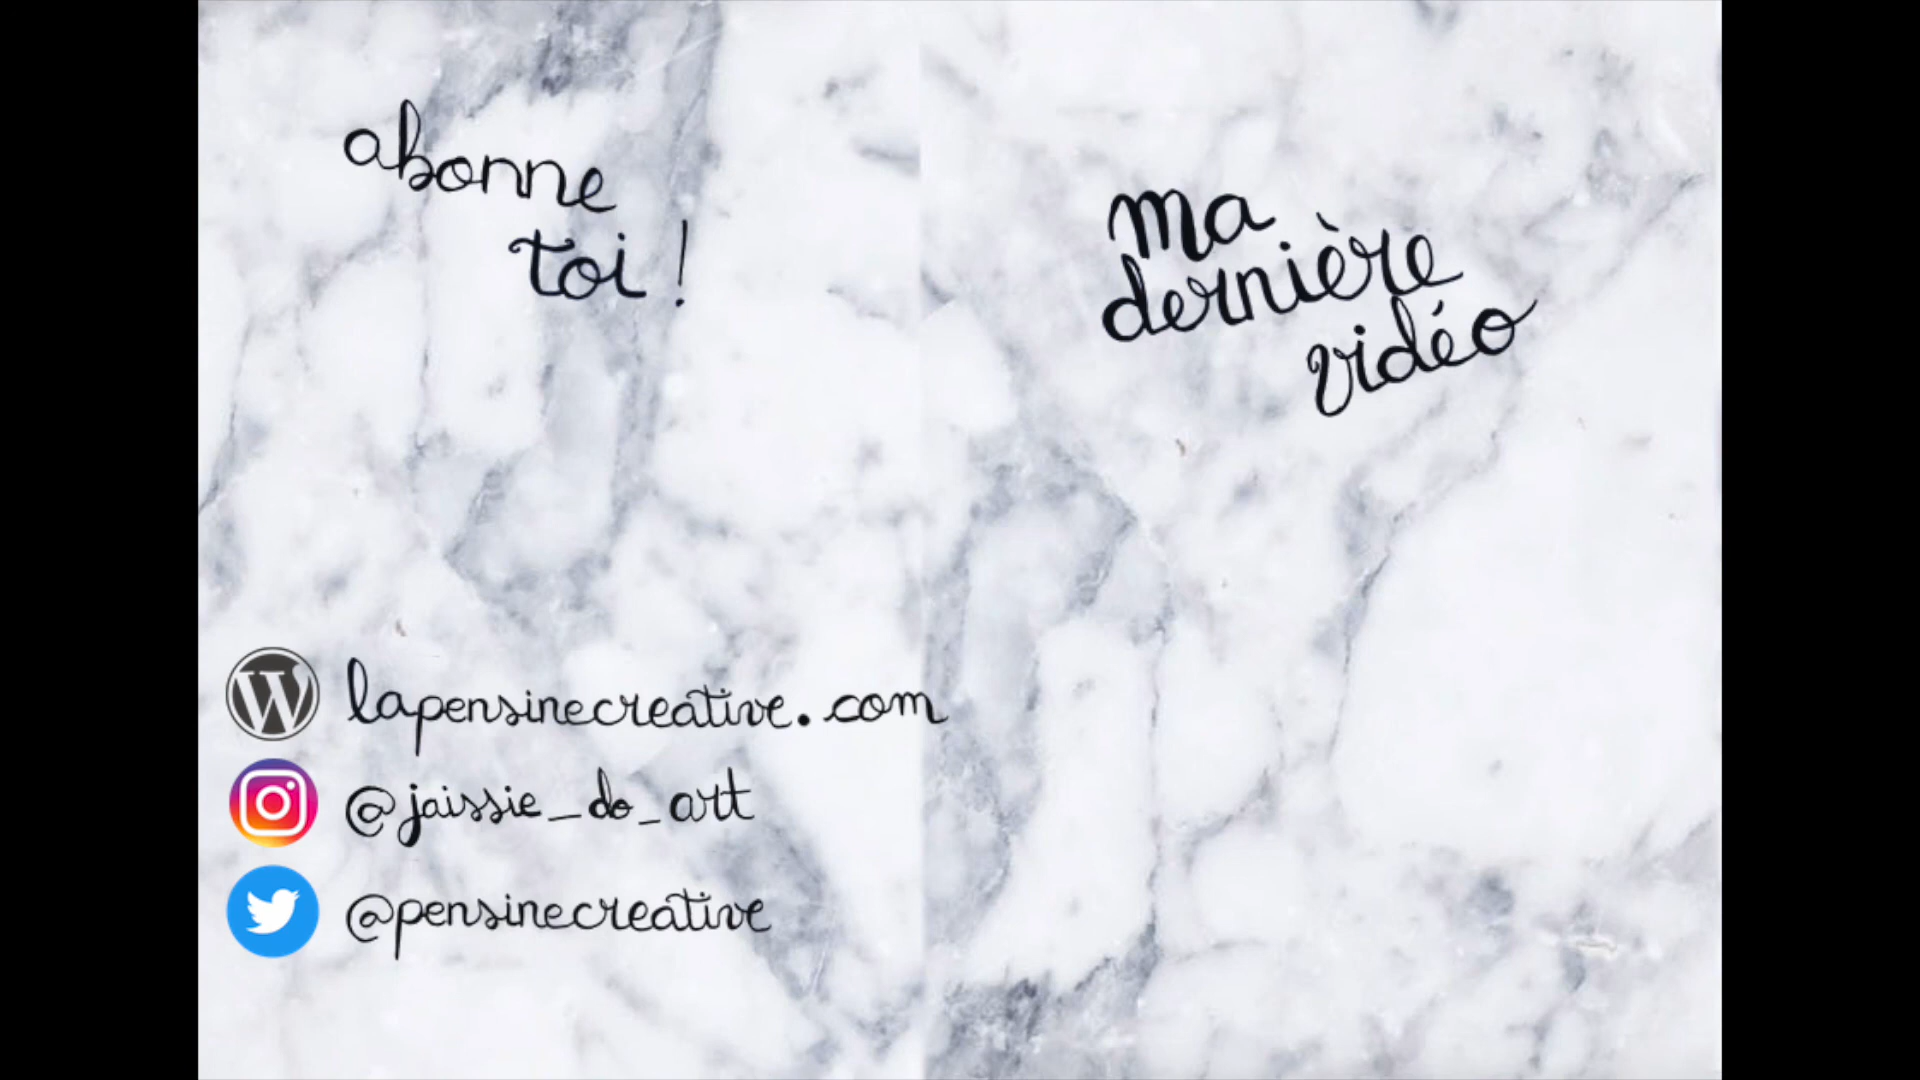 abonne
toi !
ma
dernière
vidéo
lapensinecreative.com
@jaissie_do_art
@pensinecreative